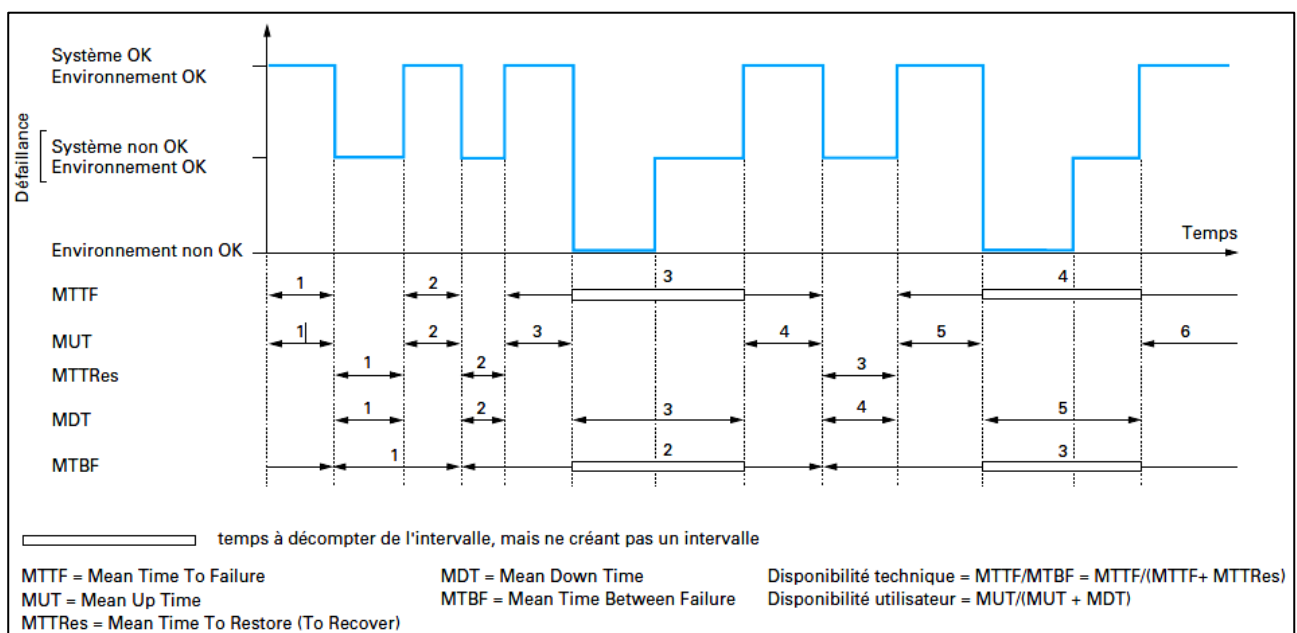 Système OK
Environnement OK
Défaillance
Système non OK
Environnement OK
Environnement non OK
Temps
MTTF 1 2 3 4
MUT 1 2 3 4 5 6
MTTRes 1 2 3
MDT 1 2 3 4 5
MTBF 1 2 3
temps à décompter de l'intervalle, mais ne créant pas un intervalle
MTTF = Mean Time To Failure
MUT = Mean Up Time
MTTRes = Mean Time To Restore (To Recover)
MDT = Mean Down Time
MTBF = Mean Time Between Failure
Disponibilité technique = MTTF/MTBF = MTTF/(MTTF+ MTTRes)
Disponibilité utilisateur = MUT/(MUT + MDT)